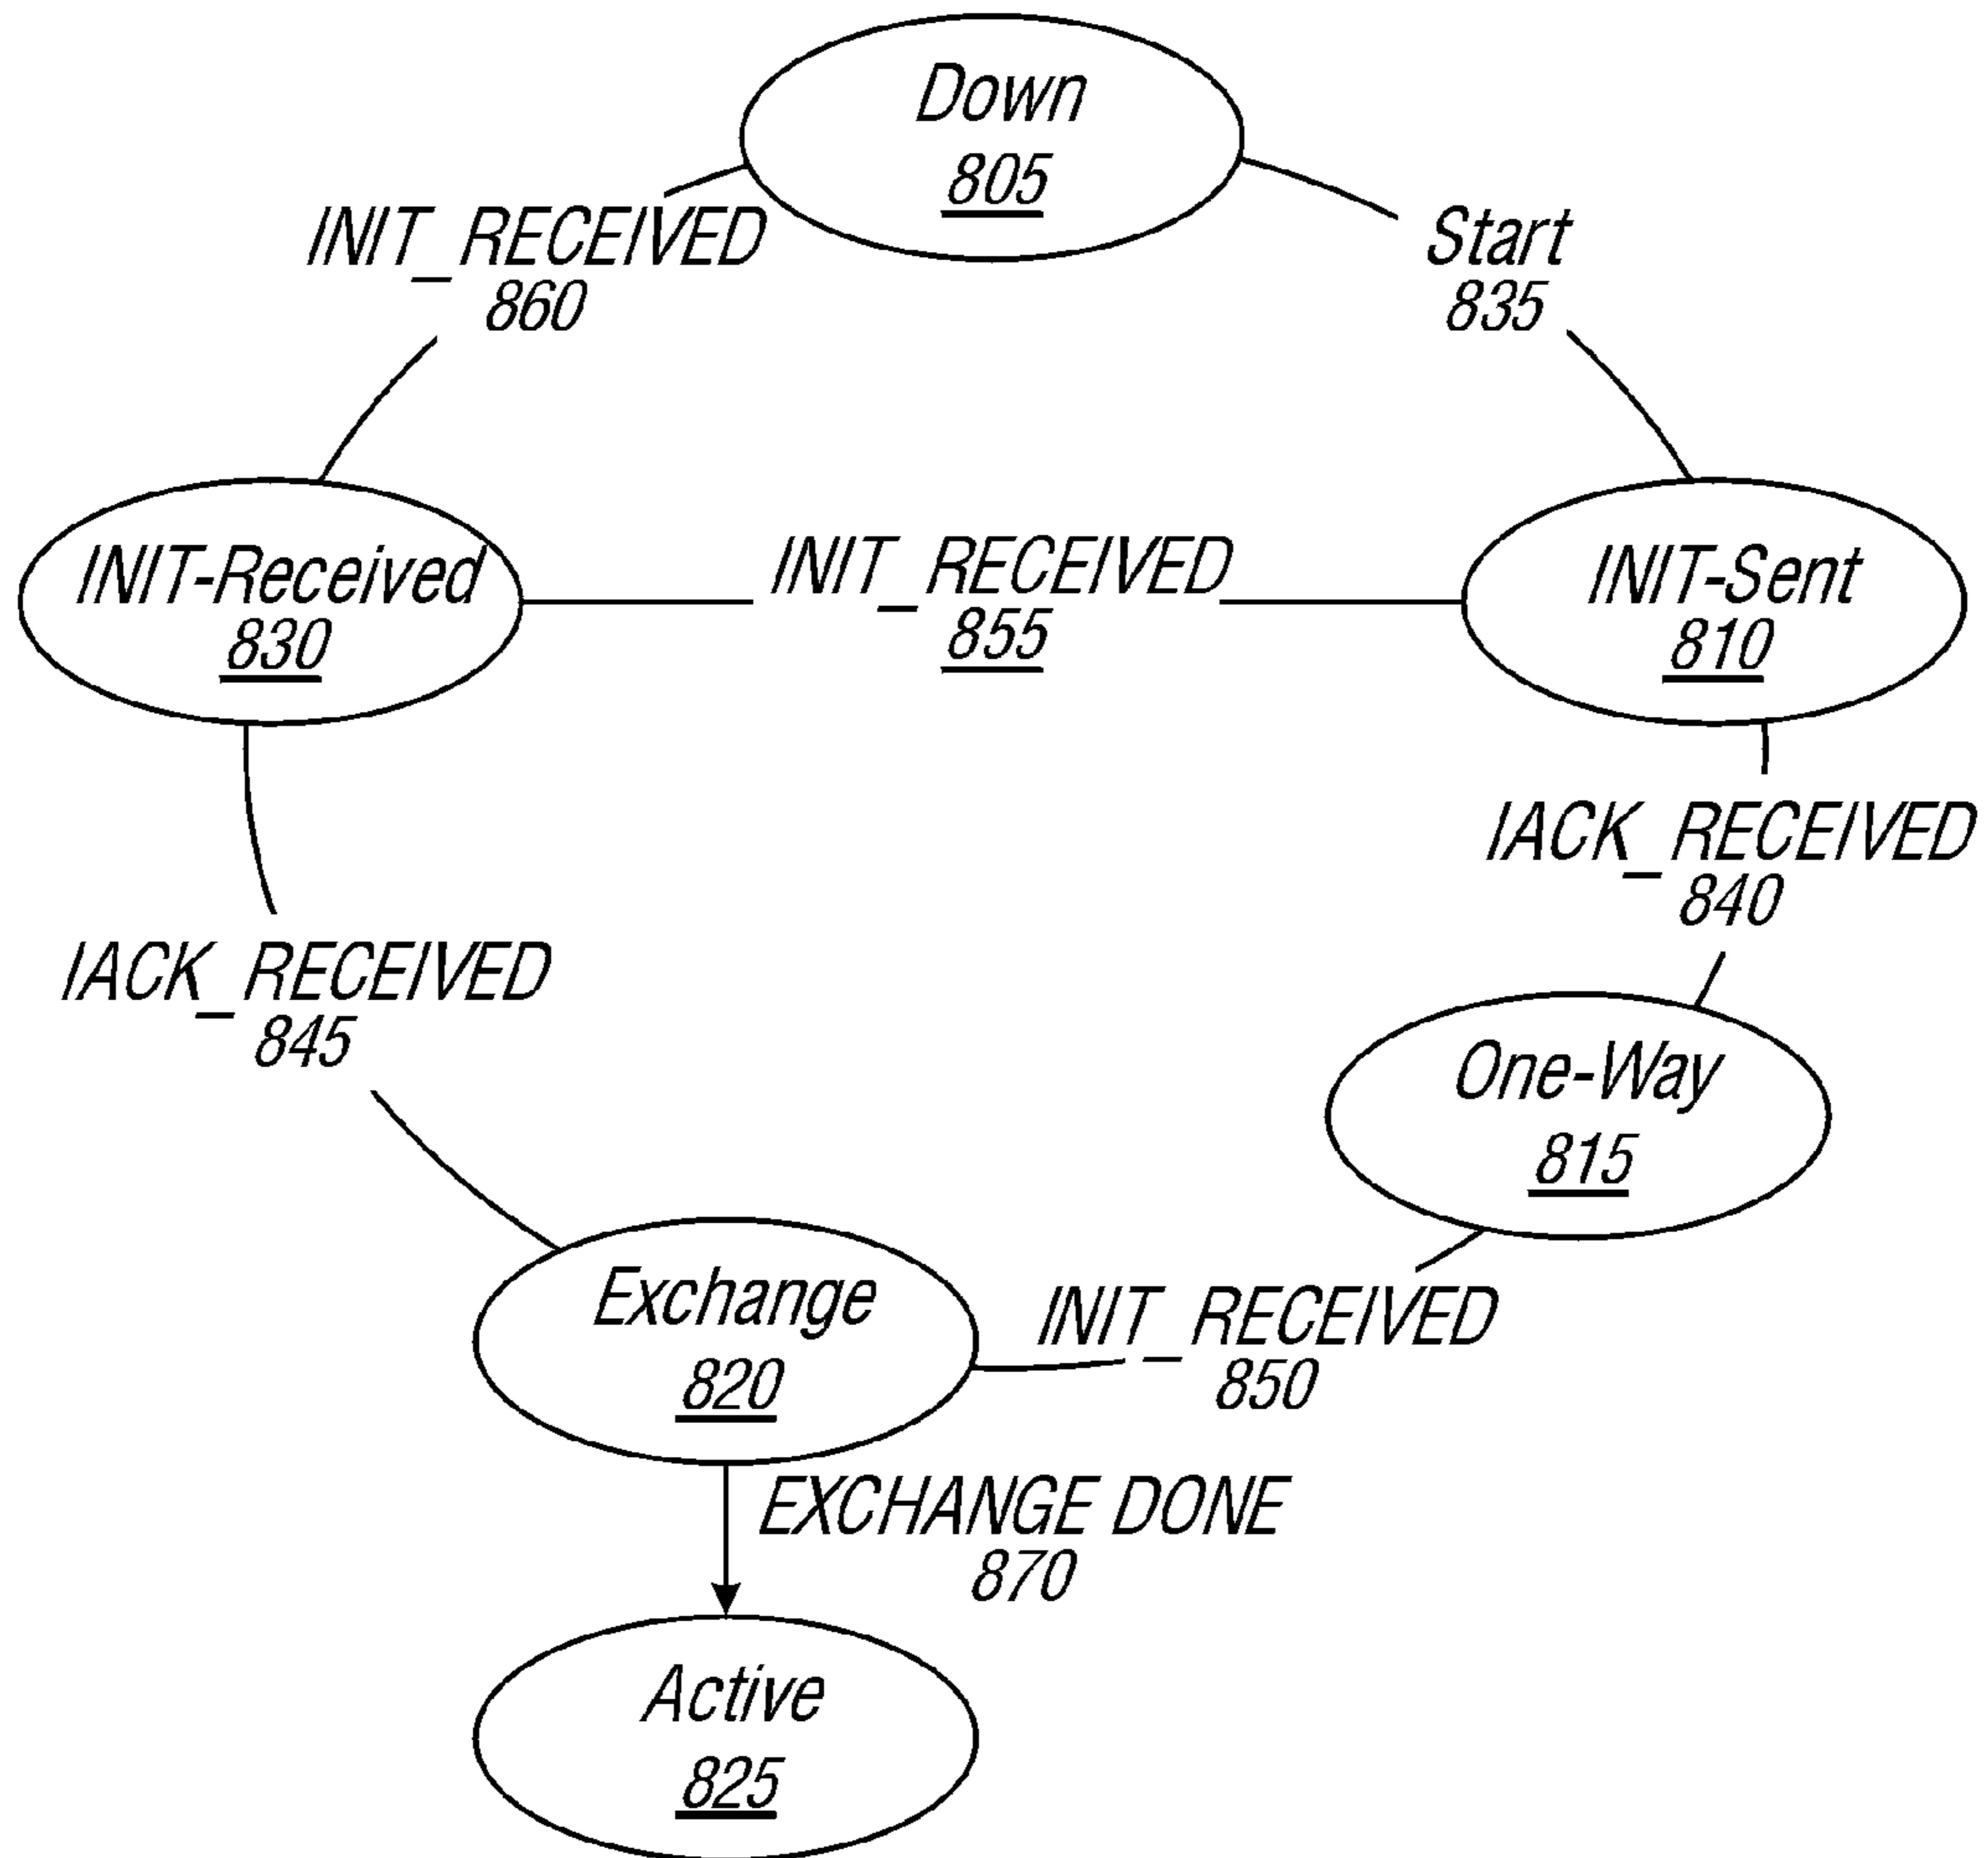 Down
805
INIT_RECEIVED
860
Start
835
INIT-Received
830
INIT_RECEIVED
855
INIT-Sent
810
IACK_RECEIVED
840
IACK_RECEIVED
845
One-Way
815
Exchange
820
INIT_RECEIVED
850
EXCHANGE DONE
870
Active
825